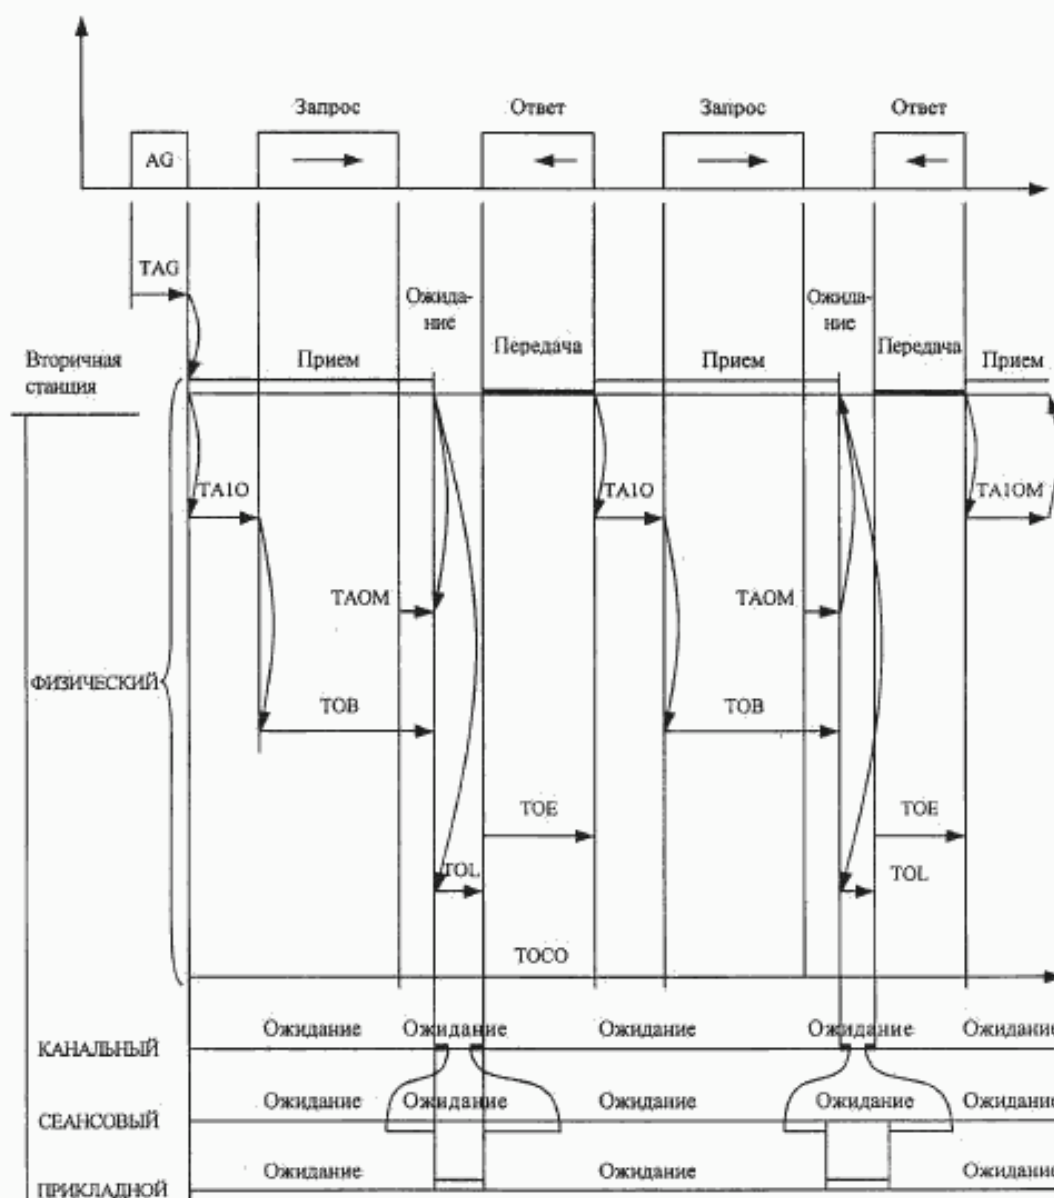 Запрос Ответ Запрос Ответ
AG
TAG
Ожида-
ние
Ожида-
ние
Вторичная
станция
Прием Передача Прием Передача Прием
TA1O TA1O TA1OM
TAOM TAOM
ФИЗИЧЕСКИЙ
TOB TOB
TOE TOE
TOL TOL
TOCO
КАНАЛЬНЫЙ Ожидание Ожидание Ожидание Ожидание Ожидание
СЕАНСОВЫЙ Ожидание Ожидание Ожидание Ожидание Ожидание
ПРИКЛАДНОЙ Ожидание Ожидание Ожидание